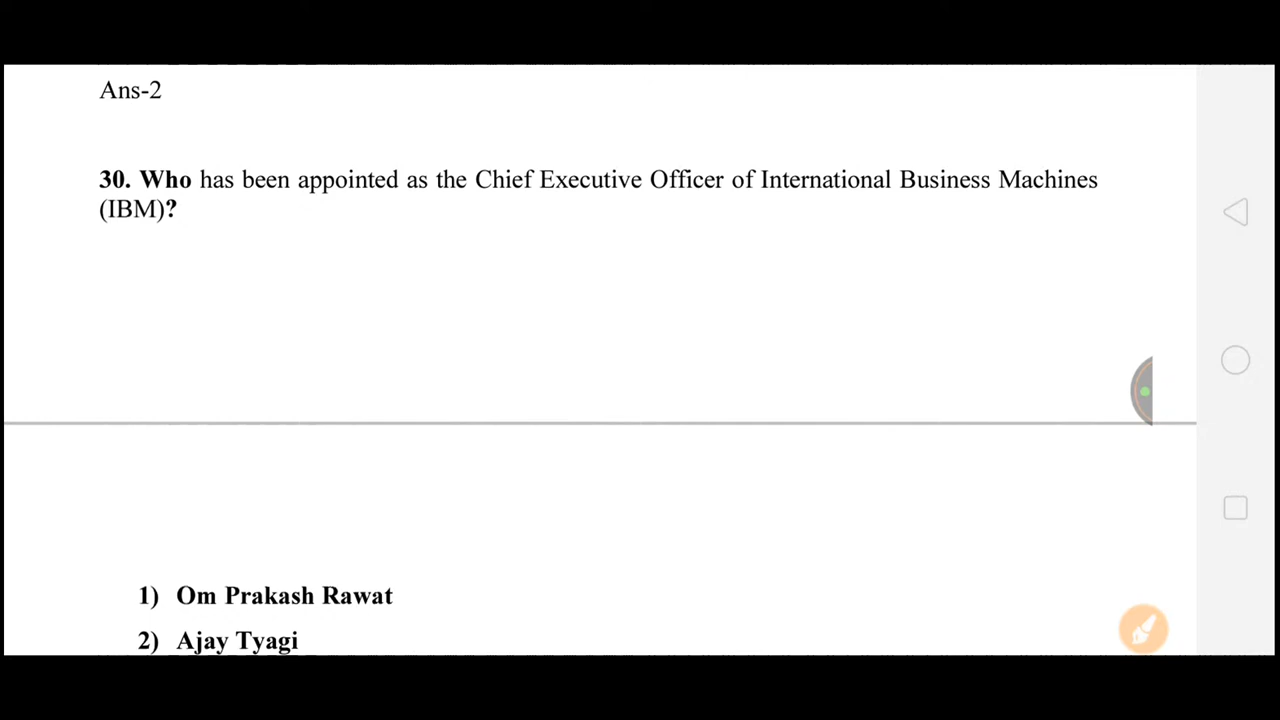 Ans-2
30. Who has been appointed as the Chief Executive Officer of International Business Machines
(IBM)?
1) Om Prakash Rawat
2) Ajay Tyagi